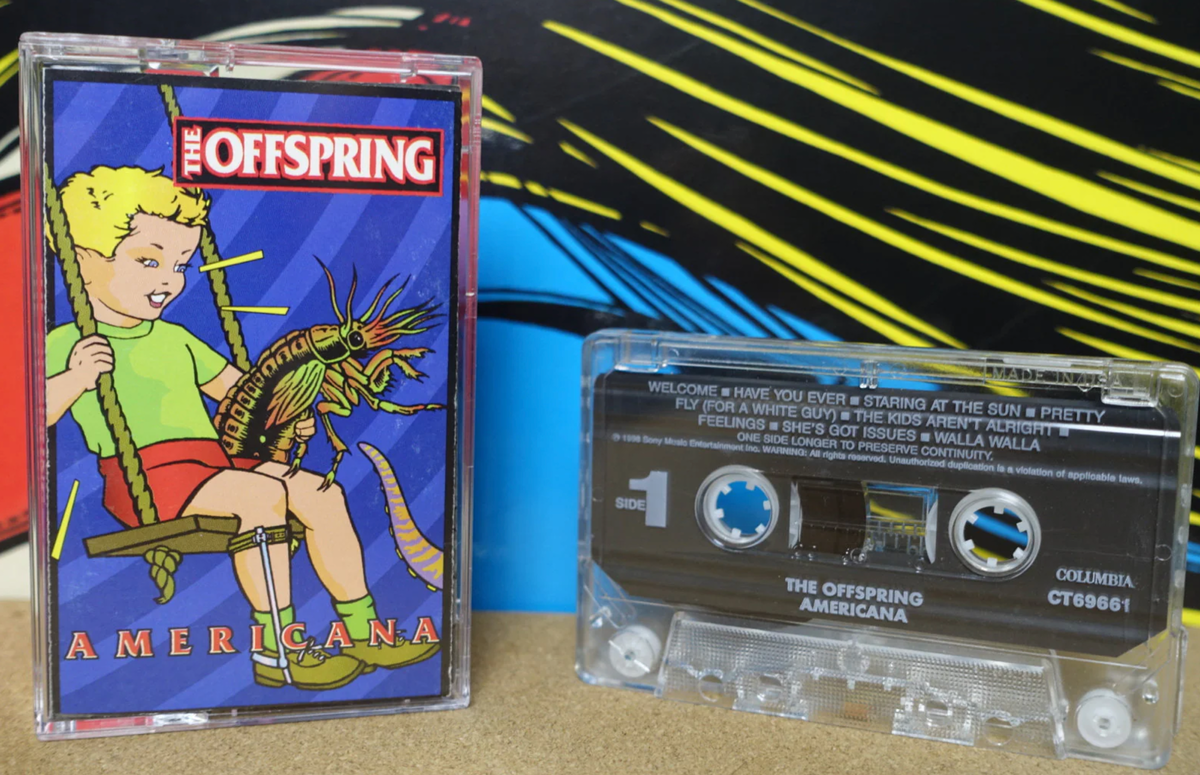 THE OFFSPRING
AMERICANA
MADE IN
WELCOME ■ HAVE YOU EVER ■ STARING AT THE SUN ■ PRETTY
FLY (FOR A WHITE GUY) ■ THE KIDS AREN'T ALRIGHT ■
FEELINGS ■ SHE'S GOT ISSUES ■ WALLA WALLA
ONE SIDE LONGER TO PRESERVE CONTINUITY.
℗ 1998 Sony Music Entertainment Inc. WARNING: All rights reserved. Unauthorized duplication is a violation of applicable laws.
SIDE 1
COLUMBIA
CT69661
THE OFFSPRING
AMERICANA